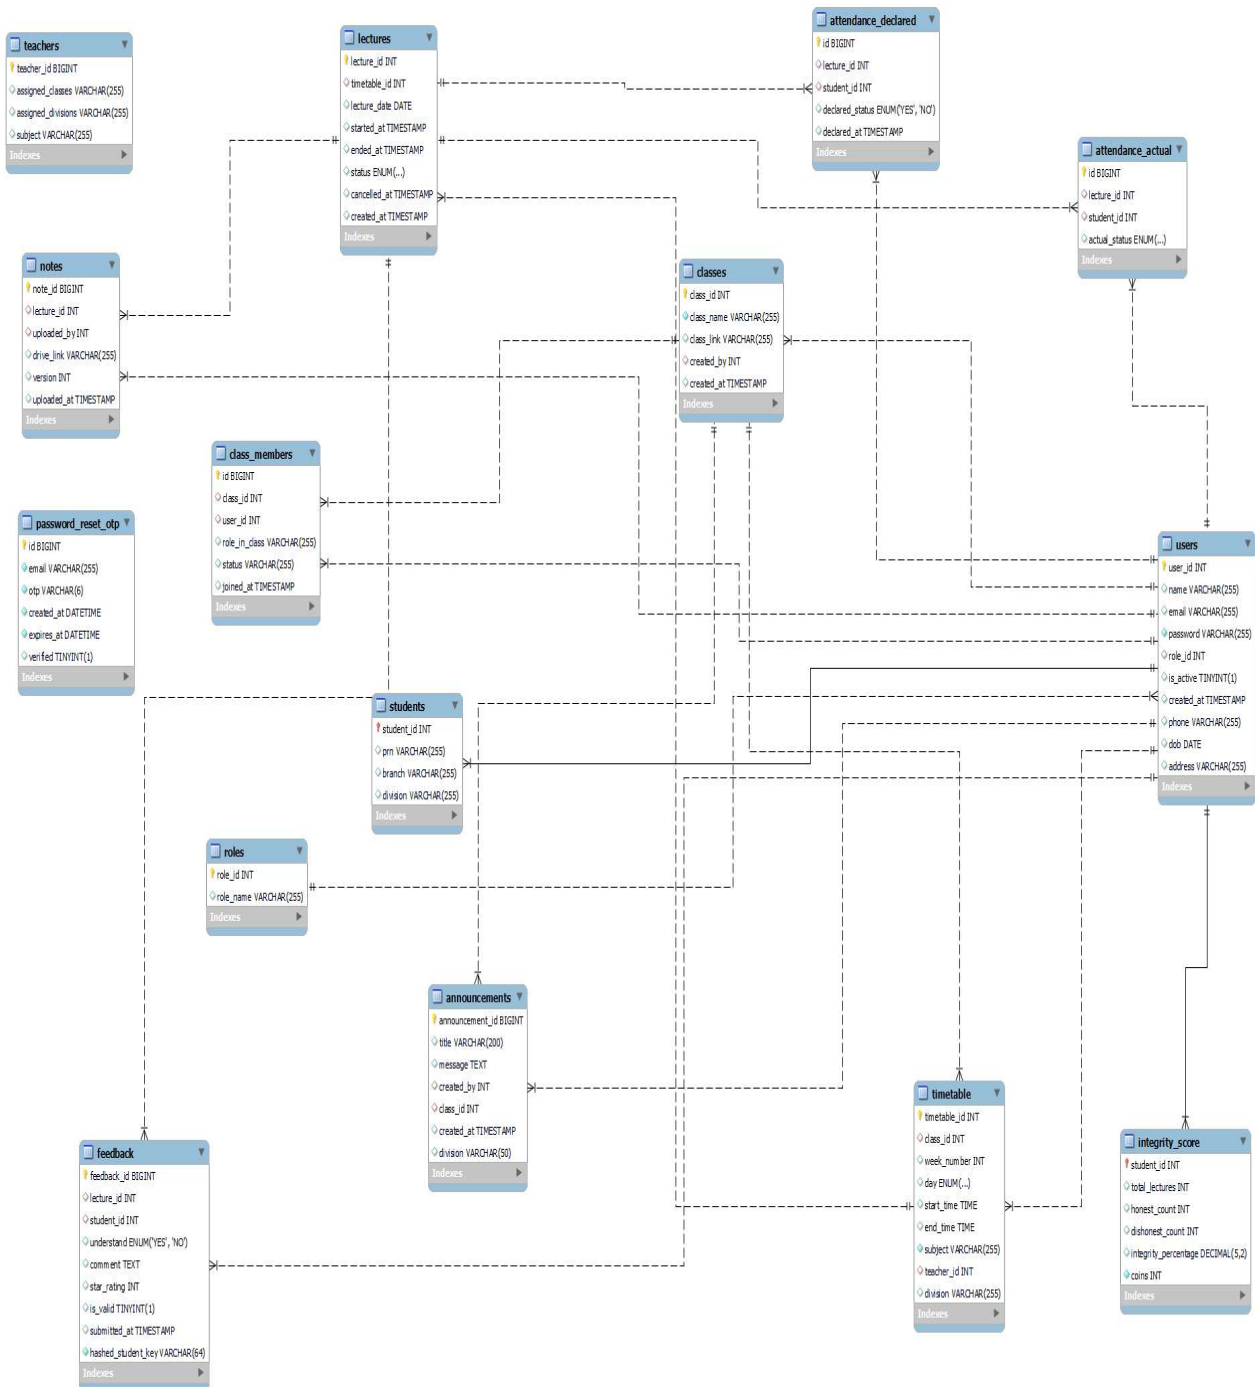 teachers
teacher_id BIGINT
assigned_classes VARCHAR(255)
assigned_divisions VARCHAR(255)
subject VARCHAR(255)
Indexes
lectures
lecture_id INT
timetable_id INT
lecture_date DATE
started_at TIMESTAMP
ended_at TIMESTAMP
status ENUM(...)
cancelled_at TIMESTAMP
created_at TIMESTAMP
Indexes
attendance_declared
id BIGINT
lecture_id INT
student_id INT
declared_status ENUM('YES', 'NO')
declared_at TIMESTAMP
Indexes
attendance_actual
id BIGINT
lecture_id INT
student_id INT
actual_status ENUM(...)
Indexes
notes
note_id BIGINT
lecture_id INT
uploaded_by INT
drive_link VARCHAR(255)
version INT
uploaded_at TIMESTAMP
Indexes
classes
class_id INT
class_name VARCHAR(255)
class_link VARCHAR(255)
created_by INT
created_at TIMESTAMP
Indexes
class_members
id BIGINT
class_id INT
user_id INT
role_in_class VARCHAR(255)
status VARCHAR(255)
joined_at TIMESTAMP
Indexes
password_reset_otp
id BIGINT
email VARCHAR(255)
otp VARCHAR(6)
created_at DATETIME
expires_at DATETIME
verified TINYINT(1)
Indexes
users
user_id INT
name VARCHAR(255)
email VARCHAR(255)
password VARCHAR(255)
role_id INT
is_active TINYINT(1)
created_at TIMESTAMP
phone VARCHAR(255)
dob DATE
address VARCHAR(255)
Indexes
students
student_id INT
prn VARCHAR(255)
branch VARCHAR(255)
division VARCHAR(255)
Indexes
roles
role_id INT
role_name VARCHAR(255)
Indexes
announcements
announcement_id BIGINT
title VARCHAR(200)
message TEXT
created_by INT
class_id INT
created_at TIMESTAMP
division VARCHAR(50)
Indexes
timetable
timetable_id INT
class_id INT
week_number INT
day ENUM(...)
start_time TIME
end_time TIME
subject VARCHAR(255)
teacher_id INT
division VARCHAR(255)
Indexes
integrity_score
student_id INT
total_lectures INT
honest_count INT
dishonest_count INT
integrity_percentage DECIMAL(5,2)
coins INT
Indexes
feedback
feedback_id BIGINT
lecture_id INT
student_id INT
understand ENUM('YES', 'NO')
comment TEXT
star_rating INT
is_valid TINYINT(1)
submitted_at TIMESTAMP
hashed_student_key VARCHAR(64)
Indexes